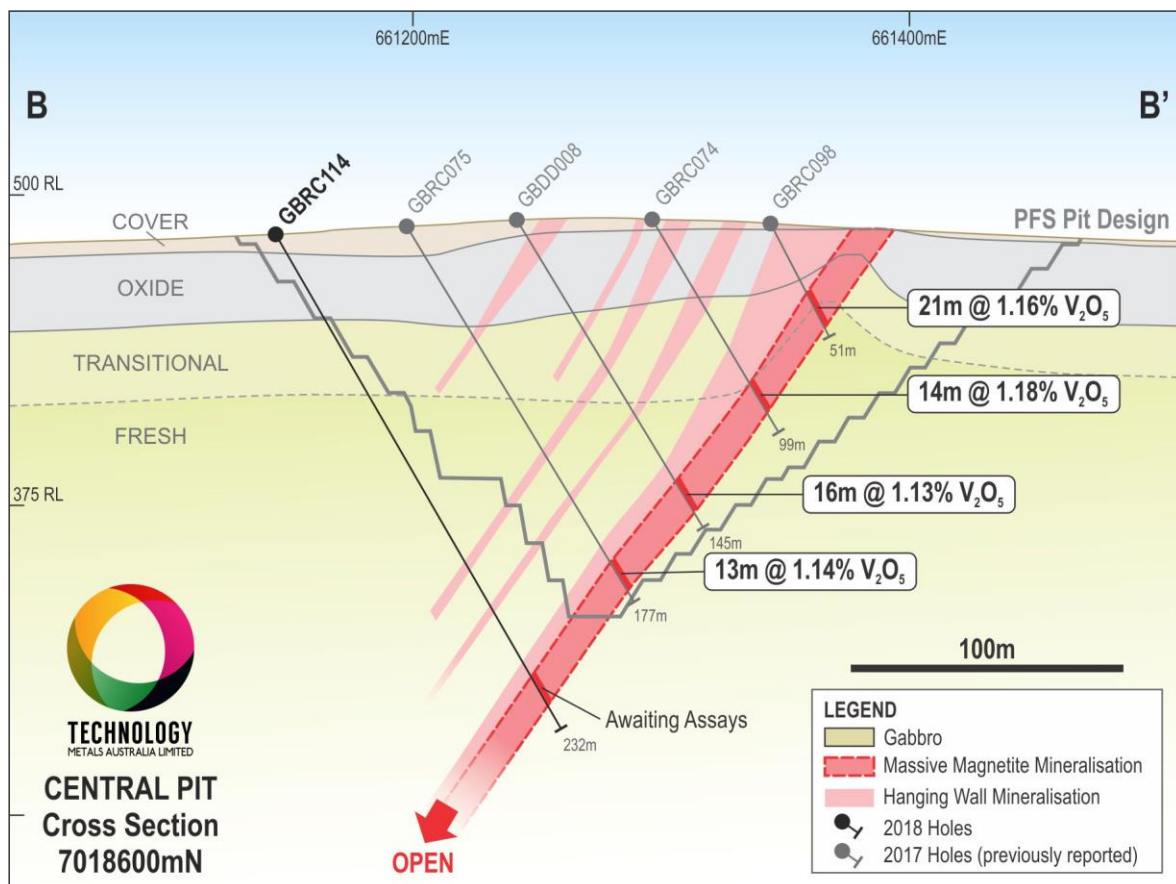 661200mE
661400mE
B
B'
GBRC114
GBRC075
GBDD008
GBRC074
GBRC098
500 RL
COVER
PFS Pit Design
OXIDE
21m @ 1.16% V₂O₅
51m
TRANSITIONAL
14m @ 1.18% V₂O₅
FRESH
99m
375 RL
16m @ 1.13% V₂O₅
145m
13m @ 1.14% V₂O₅
177m
100m
Awaiting Assays
232m
TECHNOLOGY
METALS AUSTRALIA LIMITED
CENTRAL PIT
Cross Section
7018600mN
OPEN
LEGEND
Gabbro
Massive Magnetite Mineralisation
Hanging Wall Mineralisation
2018 Holes
2017 Holes (previously reported)